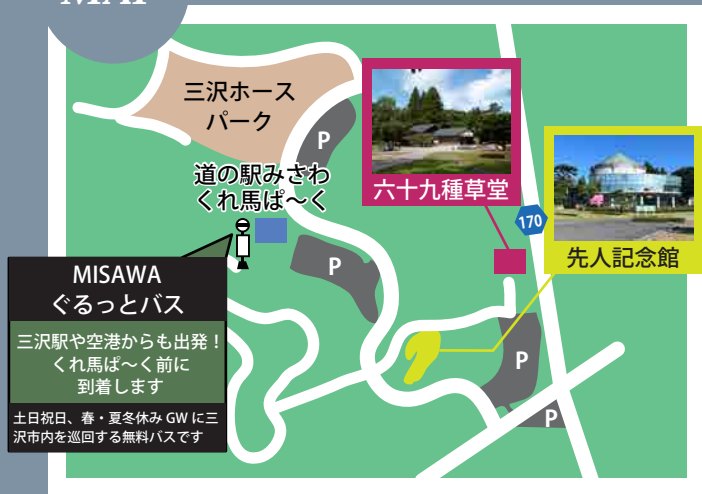 MAP
三沢ホース
パーク
P
六十九種草堂
道の駅みさわ
くれ馬ぱ〜く
170
先人記念館
P
MISAWA
ぐるっとバス
三沢駅や空港からも出発！
くれ馬ぱ〜く前に
到着します
土日祝日、春・夏冬休み GW に三
沢市内を巡回する無料バスです
P
P